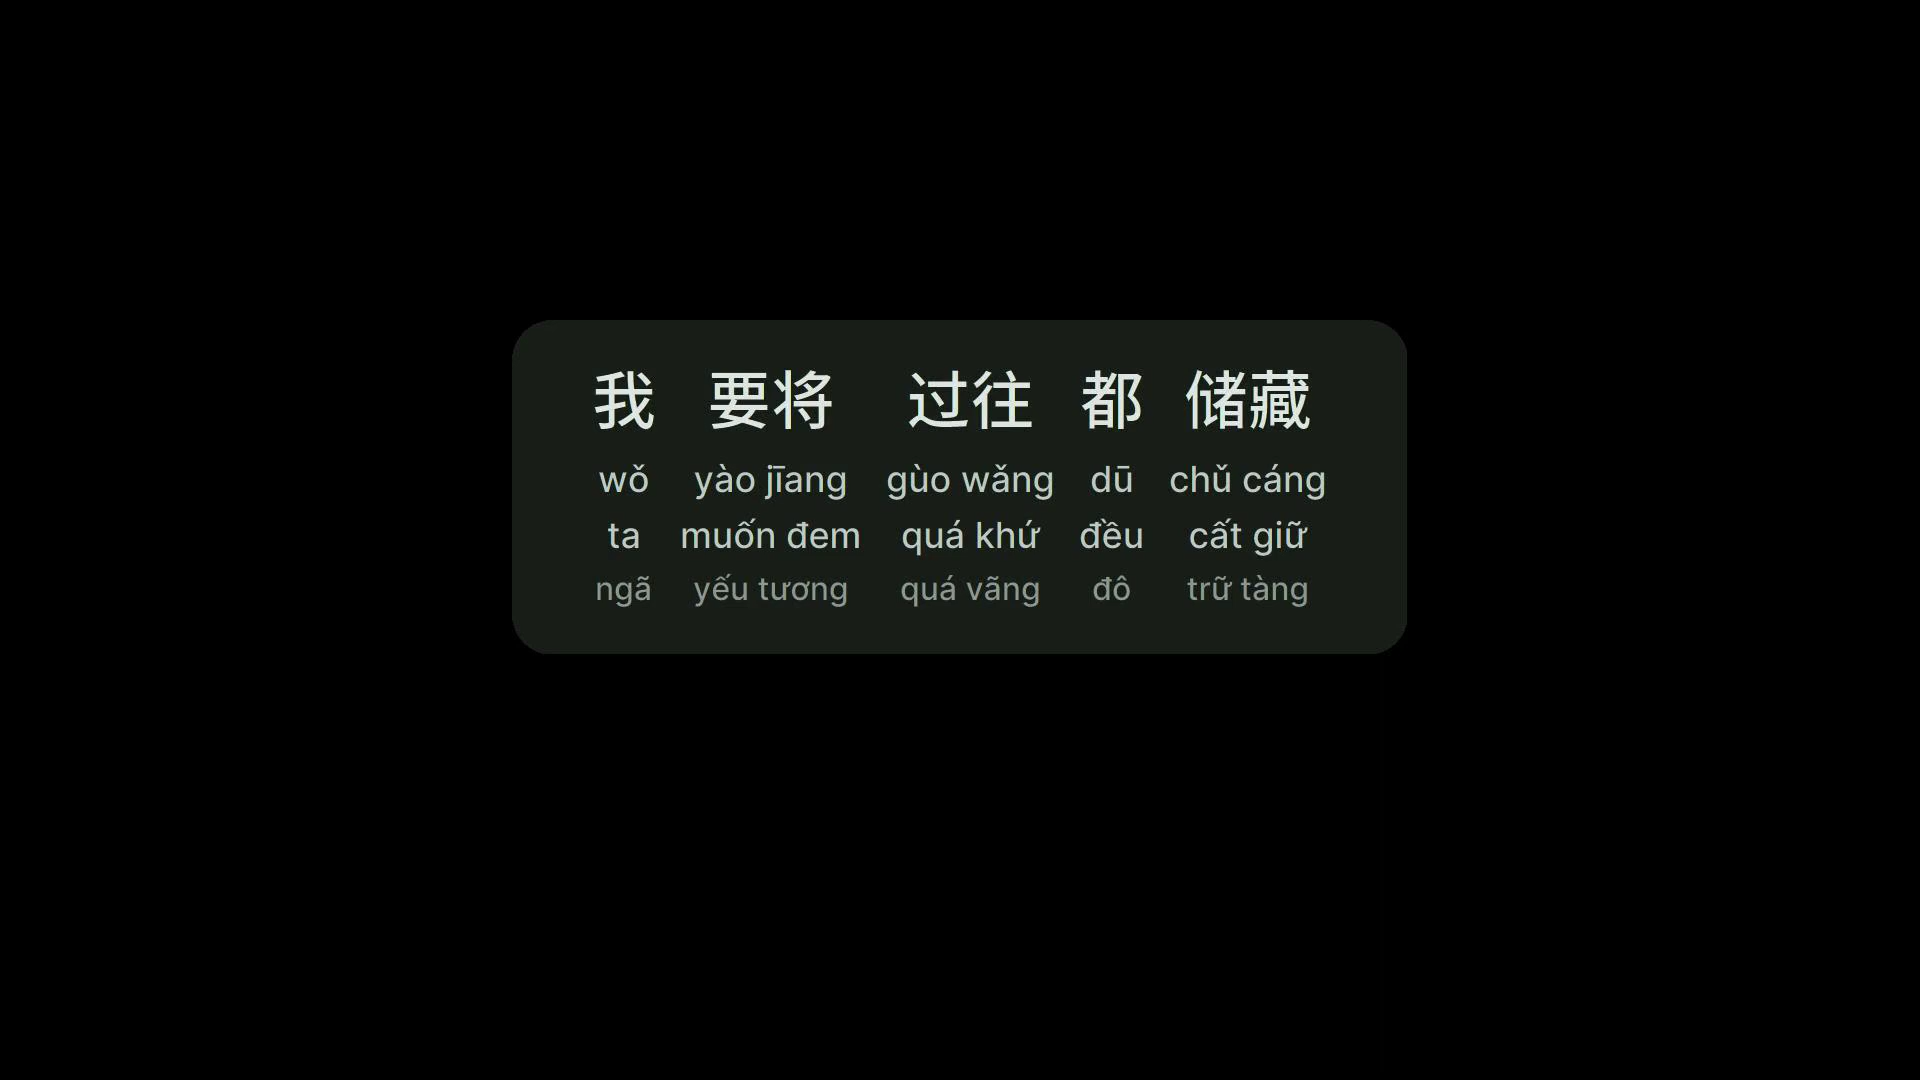 我 要将 过往 都 储藏
wǒ yào jīang gùo wǎng dū chǔ cáng
ta muốn đem quá khứ đều cất giữ
ngã yếu tương quá vãng đô trữ tàng